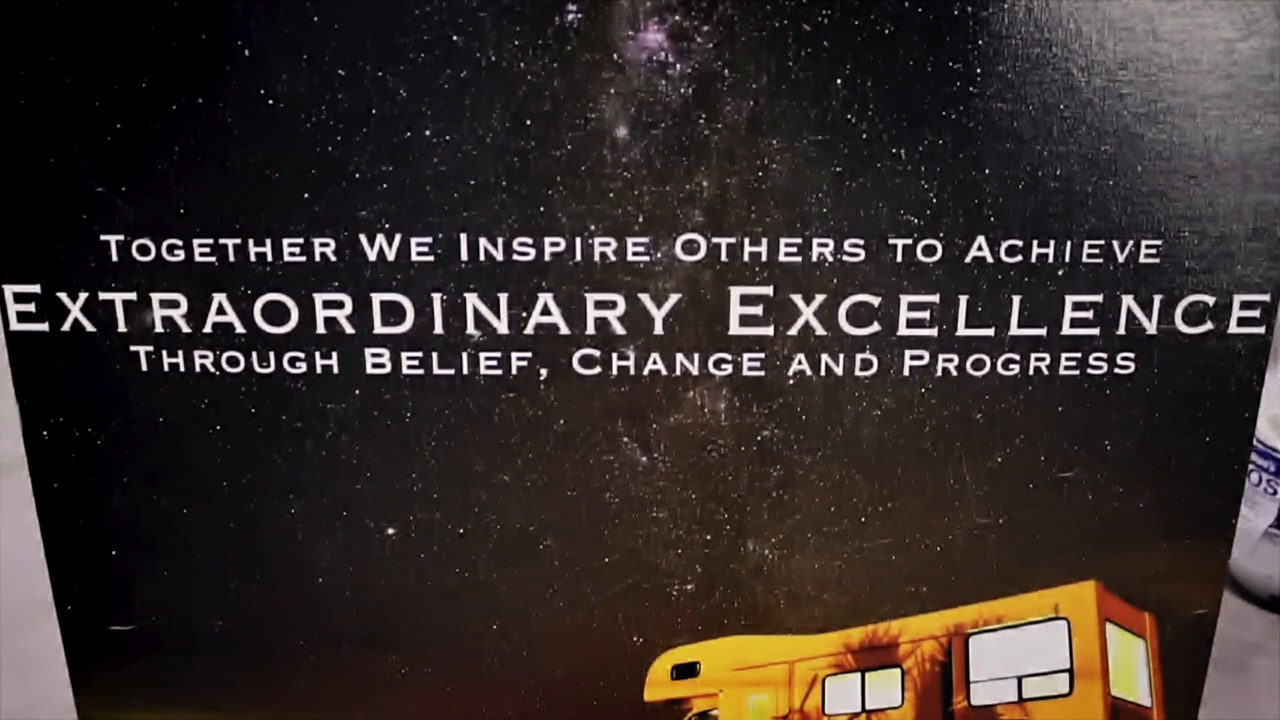 Together We Inspire Others to Achieve
Extraordinary Excellence
Through Belief, Change and Progress